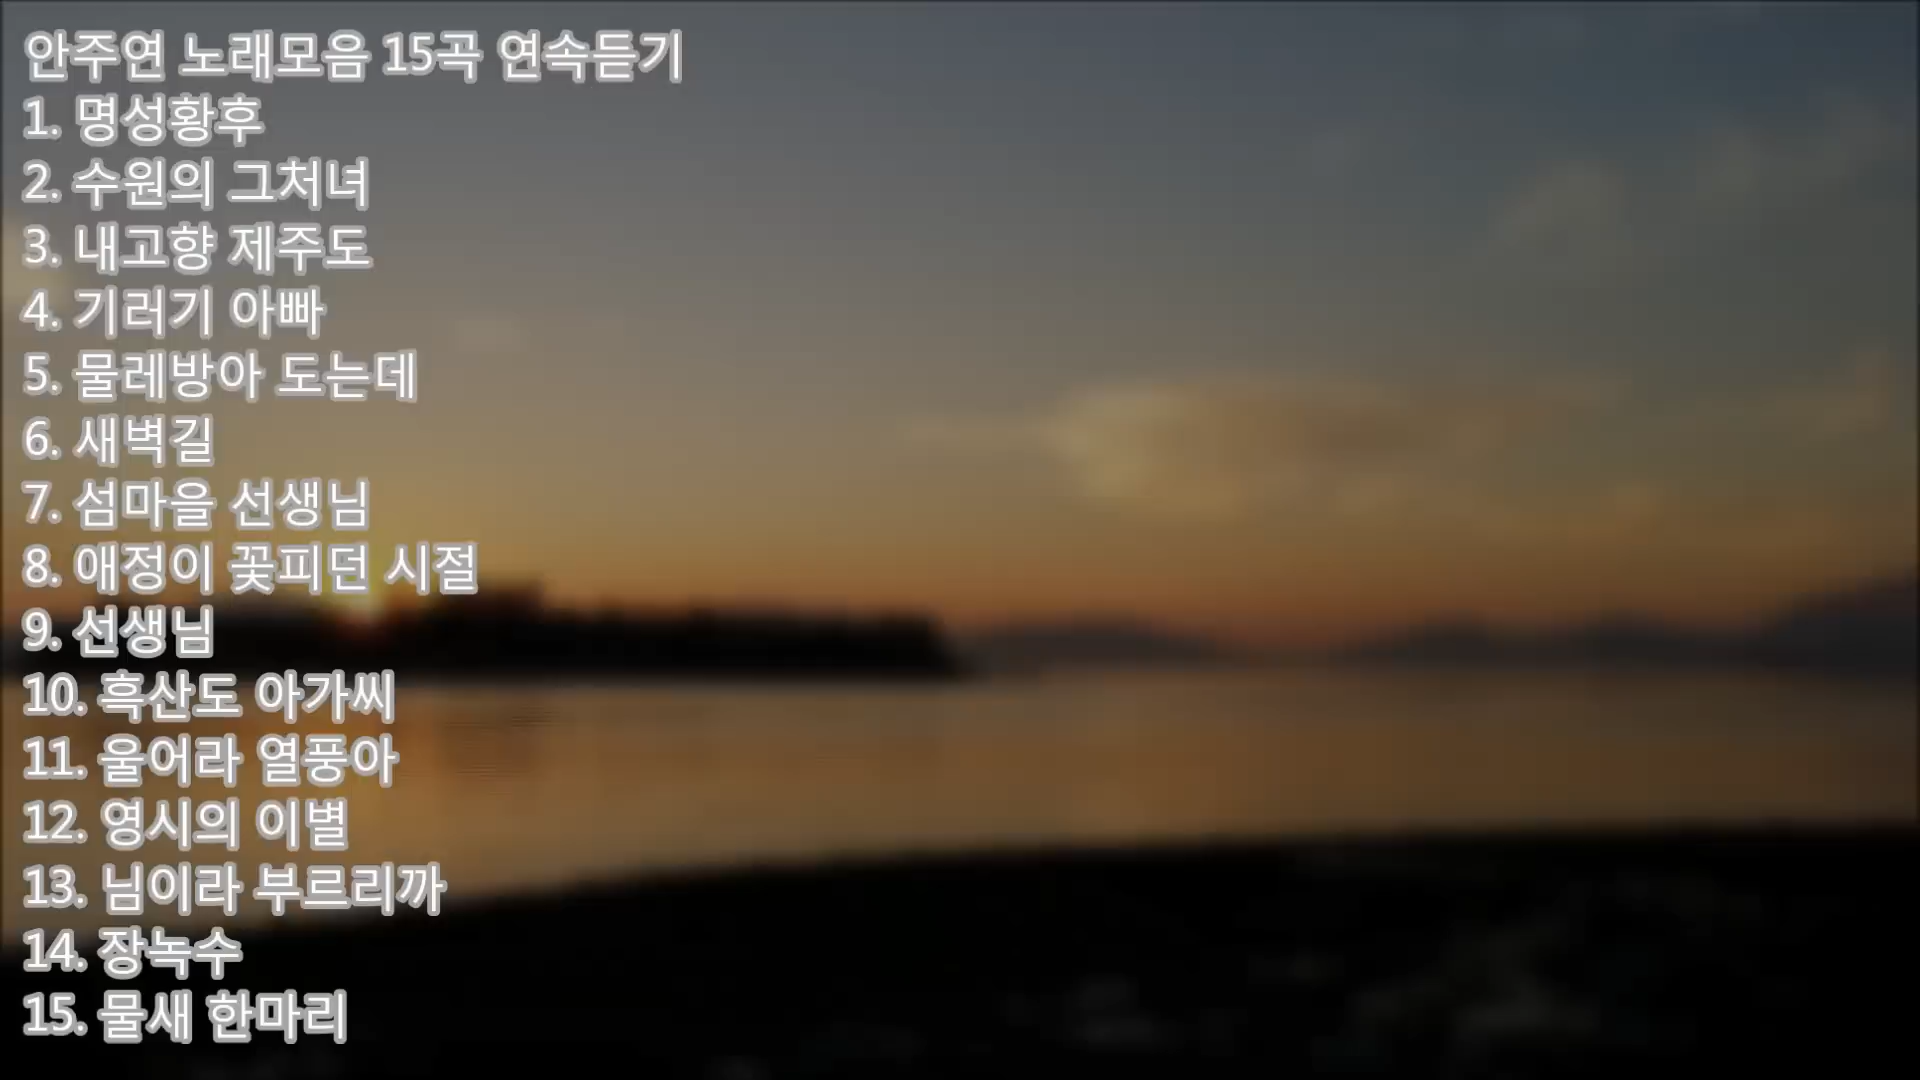 안주연 노래모음 15곡 연속듣기
1. 명성황후
2. 수원의 그처녀
3. 내고향 제주도
4. 기러기 아빠
5. 물레방아 도는데
6. 새벽길
7. 섬마을 선생님
8. 애정이 꽃피던 시절
9. 선생님
10. 흑산도 아가씨
11. 울어라 열풍아
12. 영시의 이별
13. 님이라 부르리까
14. 장녹수
15. 물새 한마리